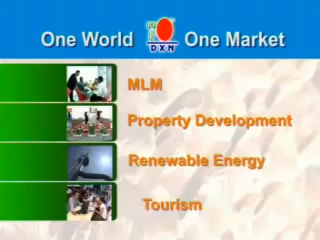 One World DXN One Market
MLM
Property Development
Renewable Energy
Tourism